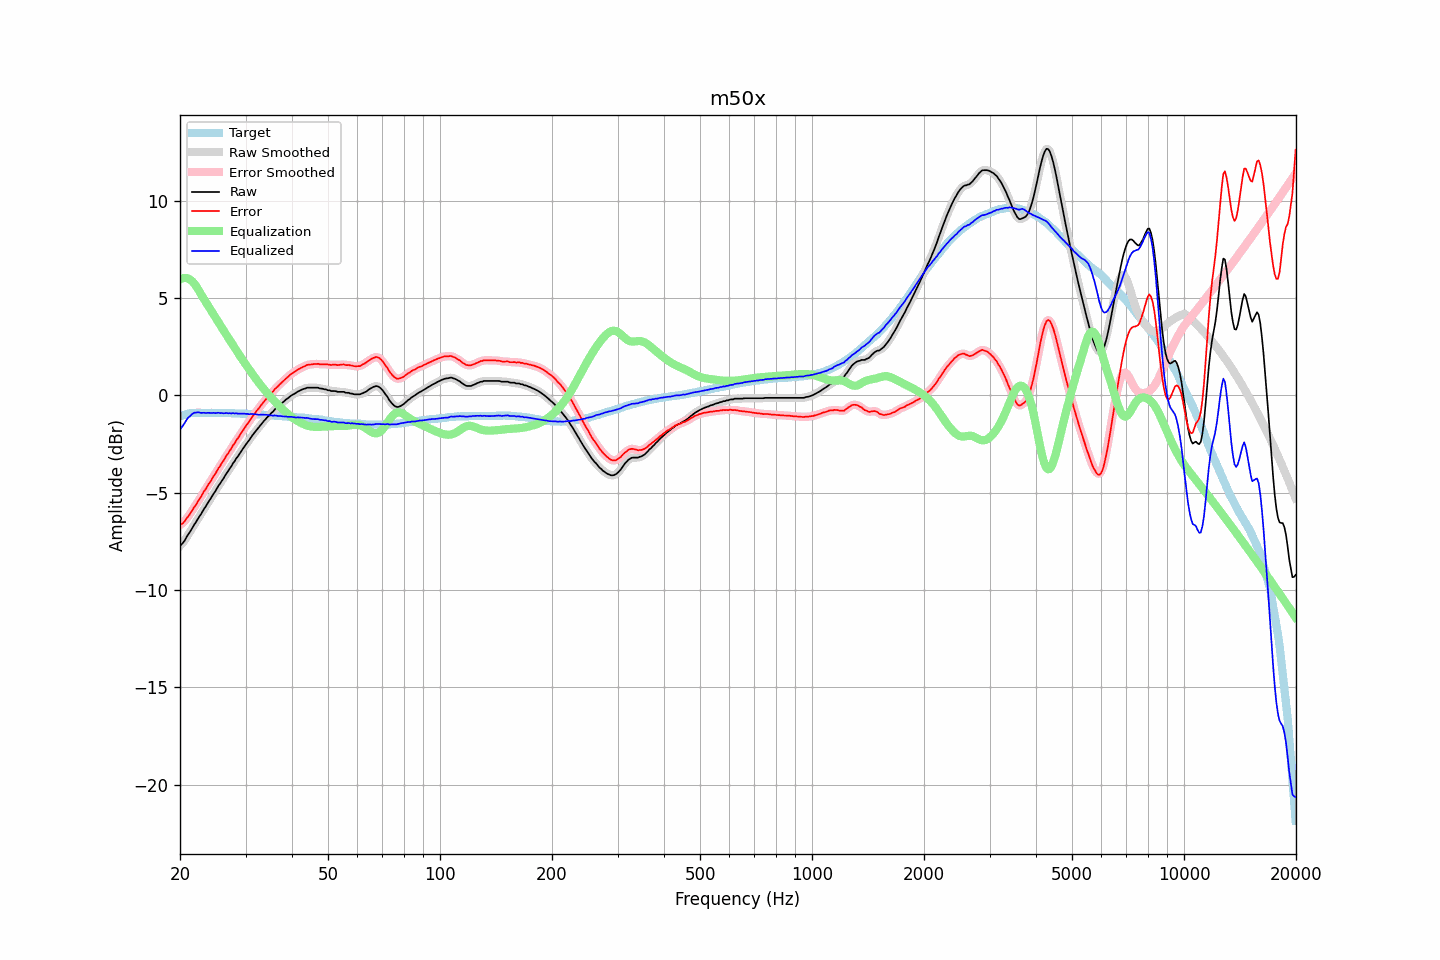 m50x
Target
Raw Smoothed
Error Smoothed
Raw
Error
Equalization
Equalized
10
5
0
−5
−10
−15
−20
Amplitude (dBr)
20 50 100 200 500 1000 2000 5000 10000 20000
Frequency (Hz)